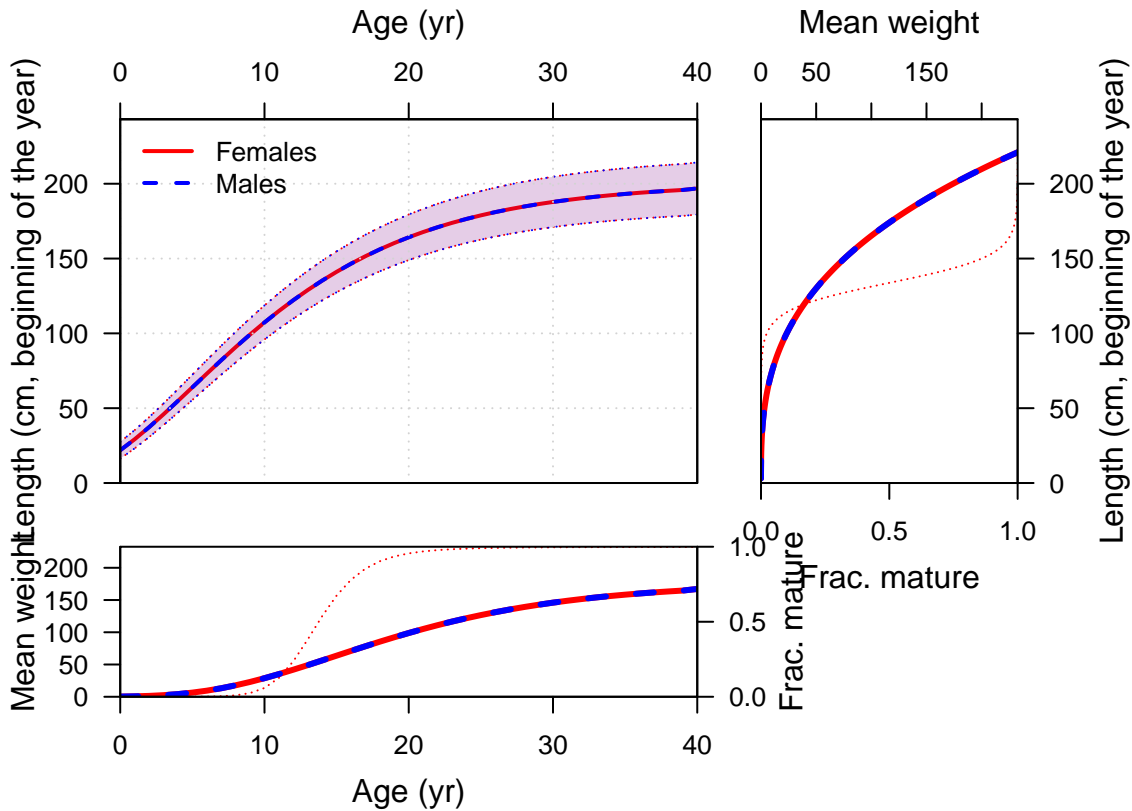 Age (yr)
0 10 20 30 40
Length (cm, beginning of the year)
0 50 100 150 200
Females
Males
Mean weight
0 50 150
Length (cm, beginning of the year)
0 50 100 150 200
0.0 0.5 1.0
Frac. mature
Mean weight
0 50 100 150 200
0.0 0.5 1.0
Frac. mature
0 10 20 30 40
Age (yr)